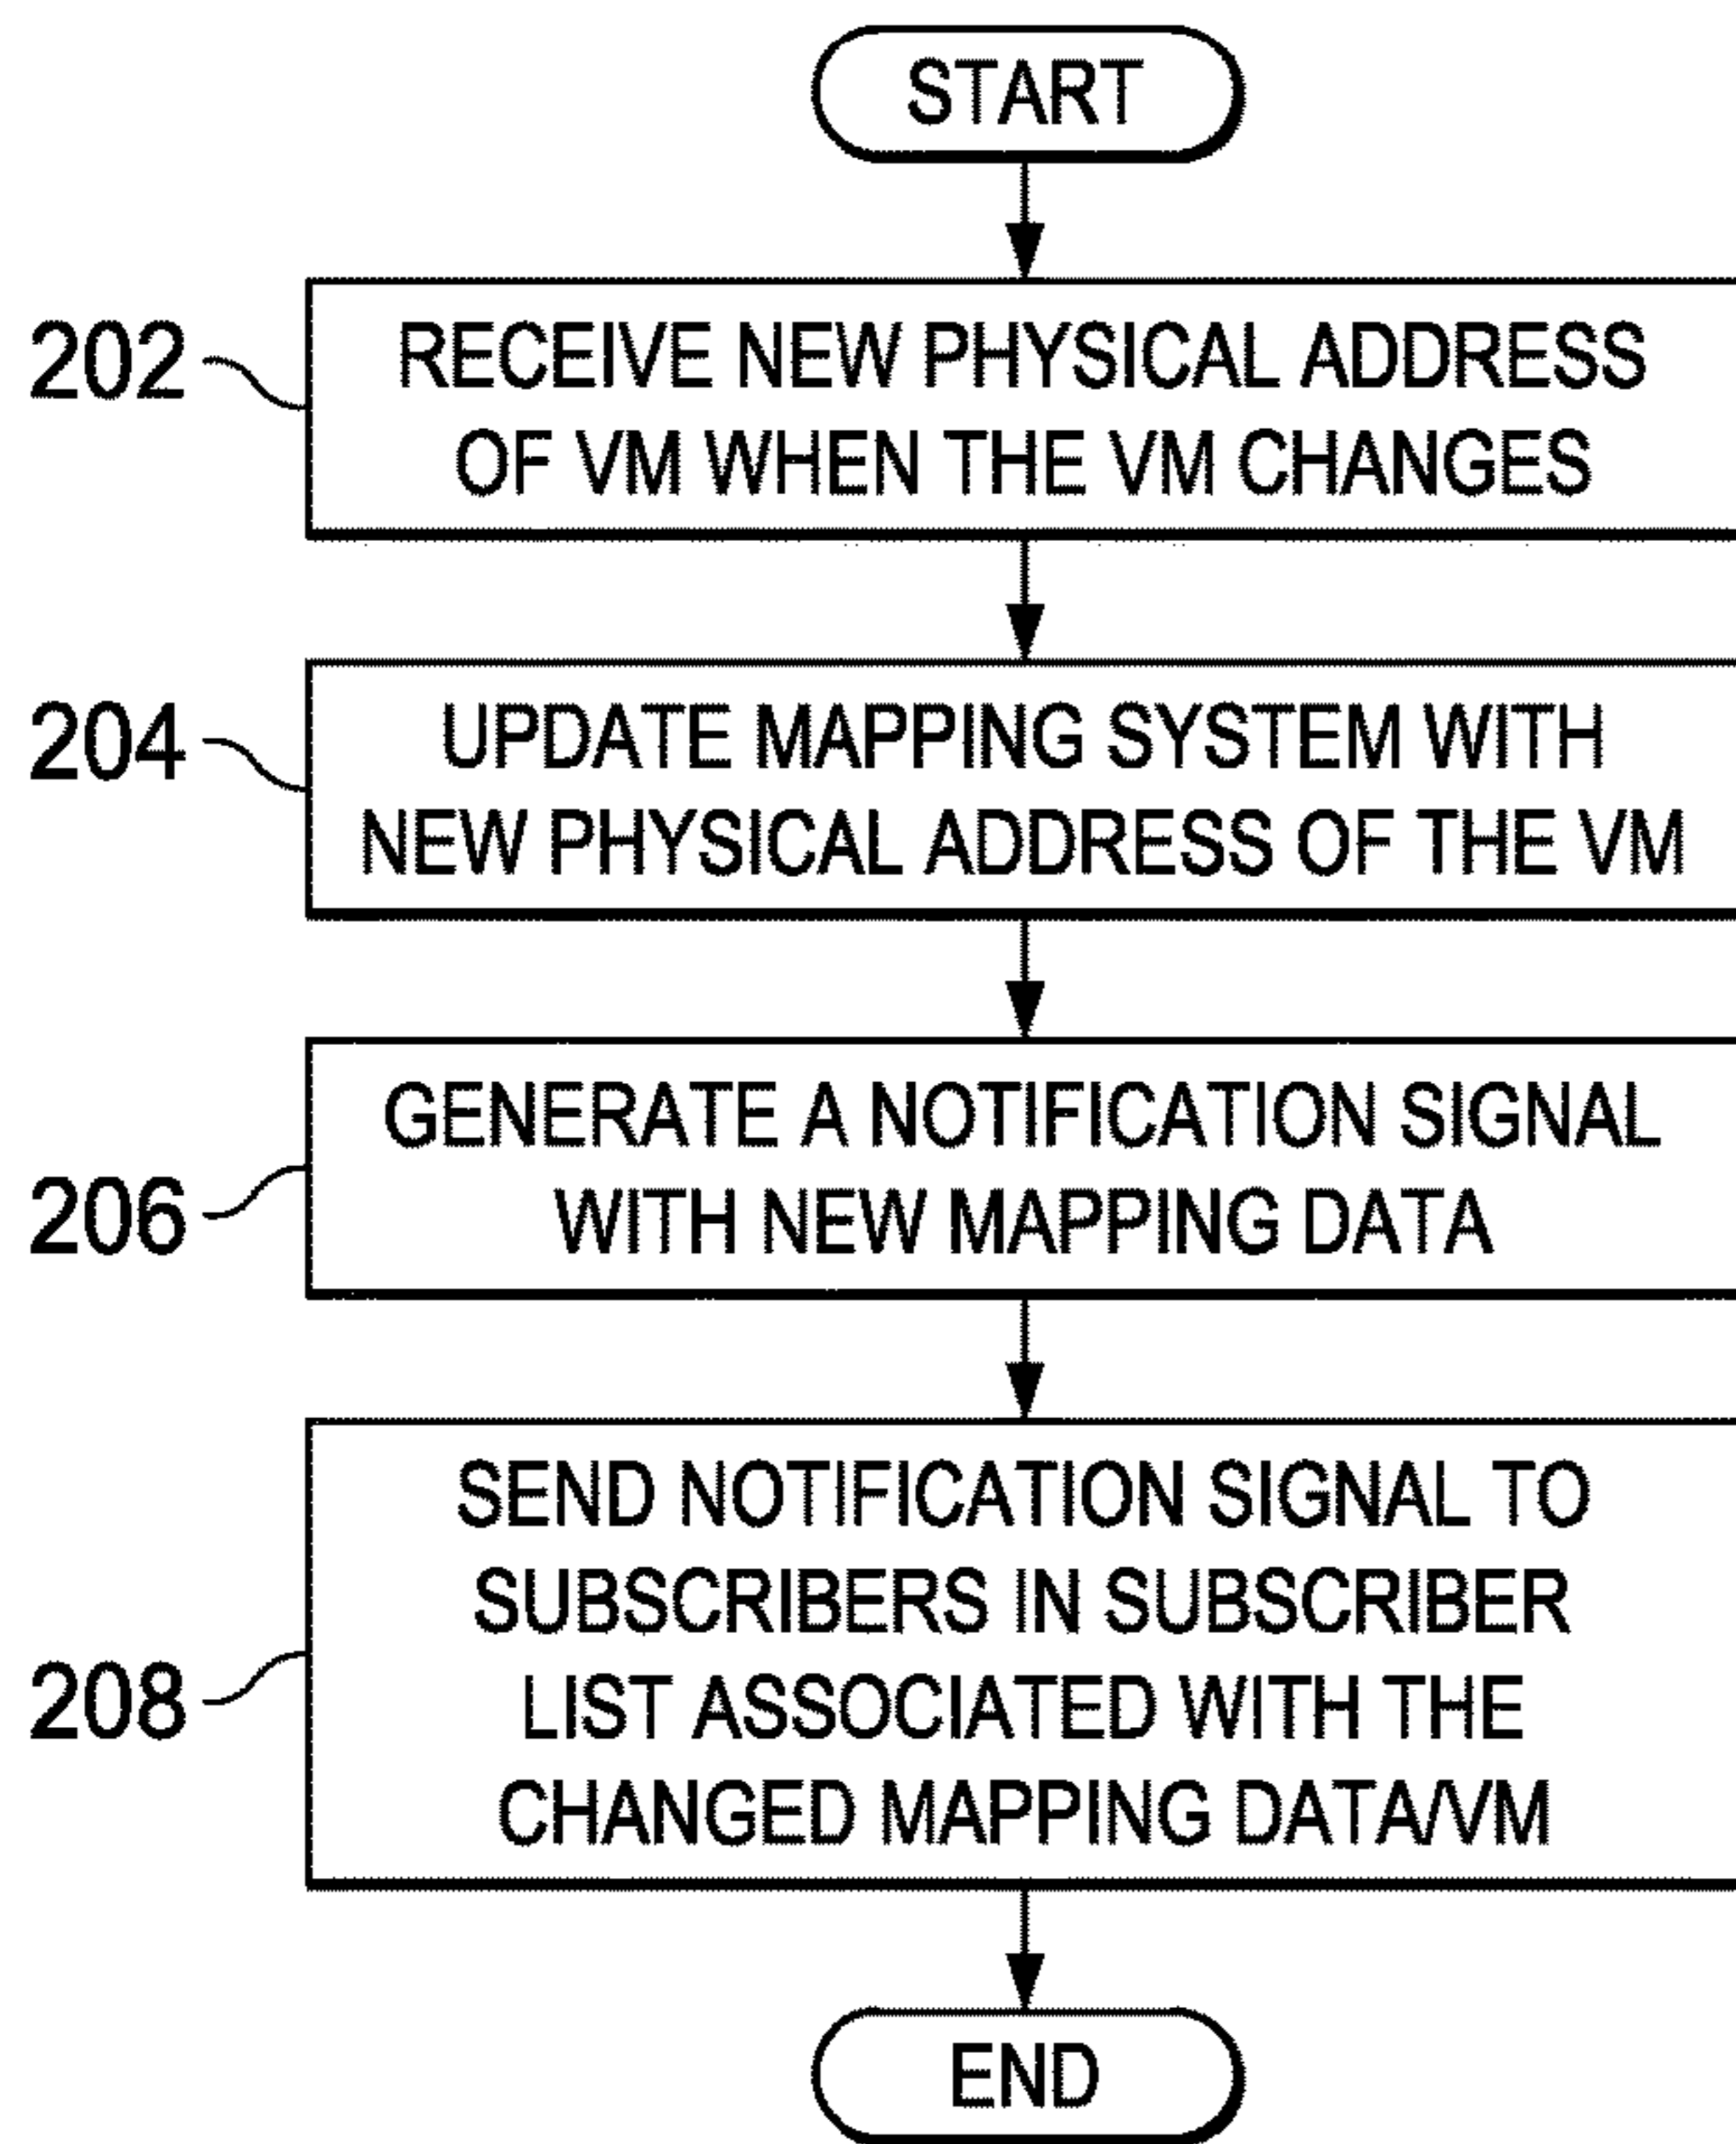 START
202
RECEIVE NEW PHYSICAL ADDRESS
OF VM WHEN THE VM CHANGES
204
UPDATE MAPPING SYSTEM WITH
NEW PHYSICAL ADDRESS OF THE VM
206
GENERATE A NOTIFICATION SIGNAL
WITH NEW MAPPING DATA
208
SEND NOTIFICATION SIGNAL TO
SUBSCRIBERS IN SUBSCRIBER
LIST ASSOCIATED WITH THE
CHANGED MAPPING DATA/VM
END